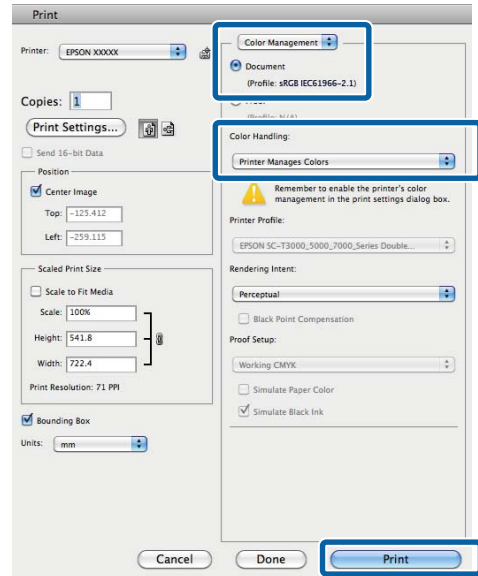 Print
Printer: EPSON XXXXX
Copies: 1
Print Settings...
Send 16-bit Data
Position
Center Image
Top: -125.412
Left: -259.115
Scaled Print Size
Scale to Fit Media
Scale: 100%
Height: 541.8
Width: 722.4
Print Resolution: 71 PPI
Bounding Box
Units: mm
Color Management
Document
(Profile: sRGB IEC61966-2.1)
Color Handling:
Printer Manages Colors
Remember to enable the printer's color
management in the print settings dialog box.
Printer Profile:
EPSON SC-T3000_5000_7000_Series Double...
Rendering Intent:
Perceptual
Black Point Compensation
Proof Setup:
Working CMYK
Simulate Paper Color
Simulate Black Ink
Cancel
Done
Print